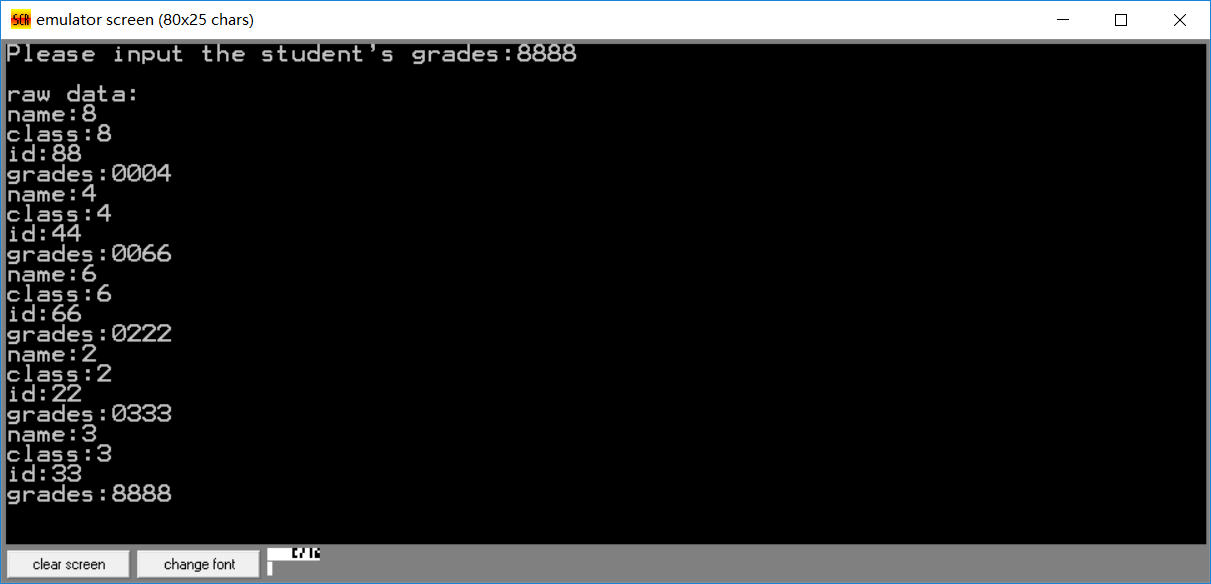 emulator screen (80x25 chars)
Please input the student's grades:8888
raw data:
name:8
class:8
id:88
grades:0004
name:4
class:4
id:44
grades:0066
name:6
class:6
id:66
grades:0222
name:2
class:2
id:22
grades:0333
name:3
class:3
id:33
grades:8888
clear screen
change font